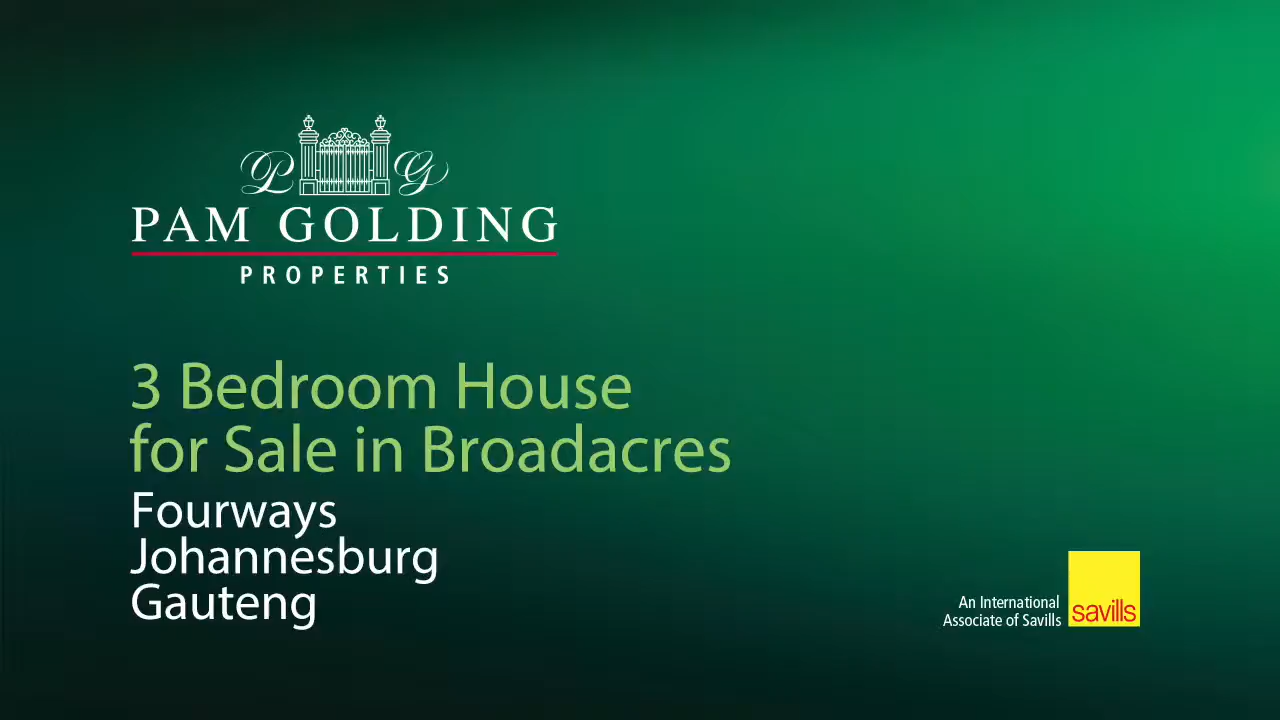 P G
PAM GOLDING
PROPERTIES
3 Bedroom House
for Sale in Broadacres
Fourways
Johannesburg
Gauteng
An International
Associate of Savills
savills